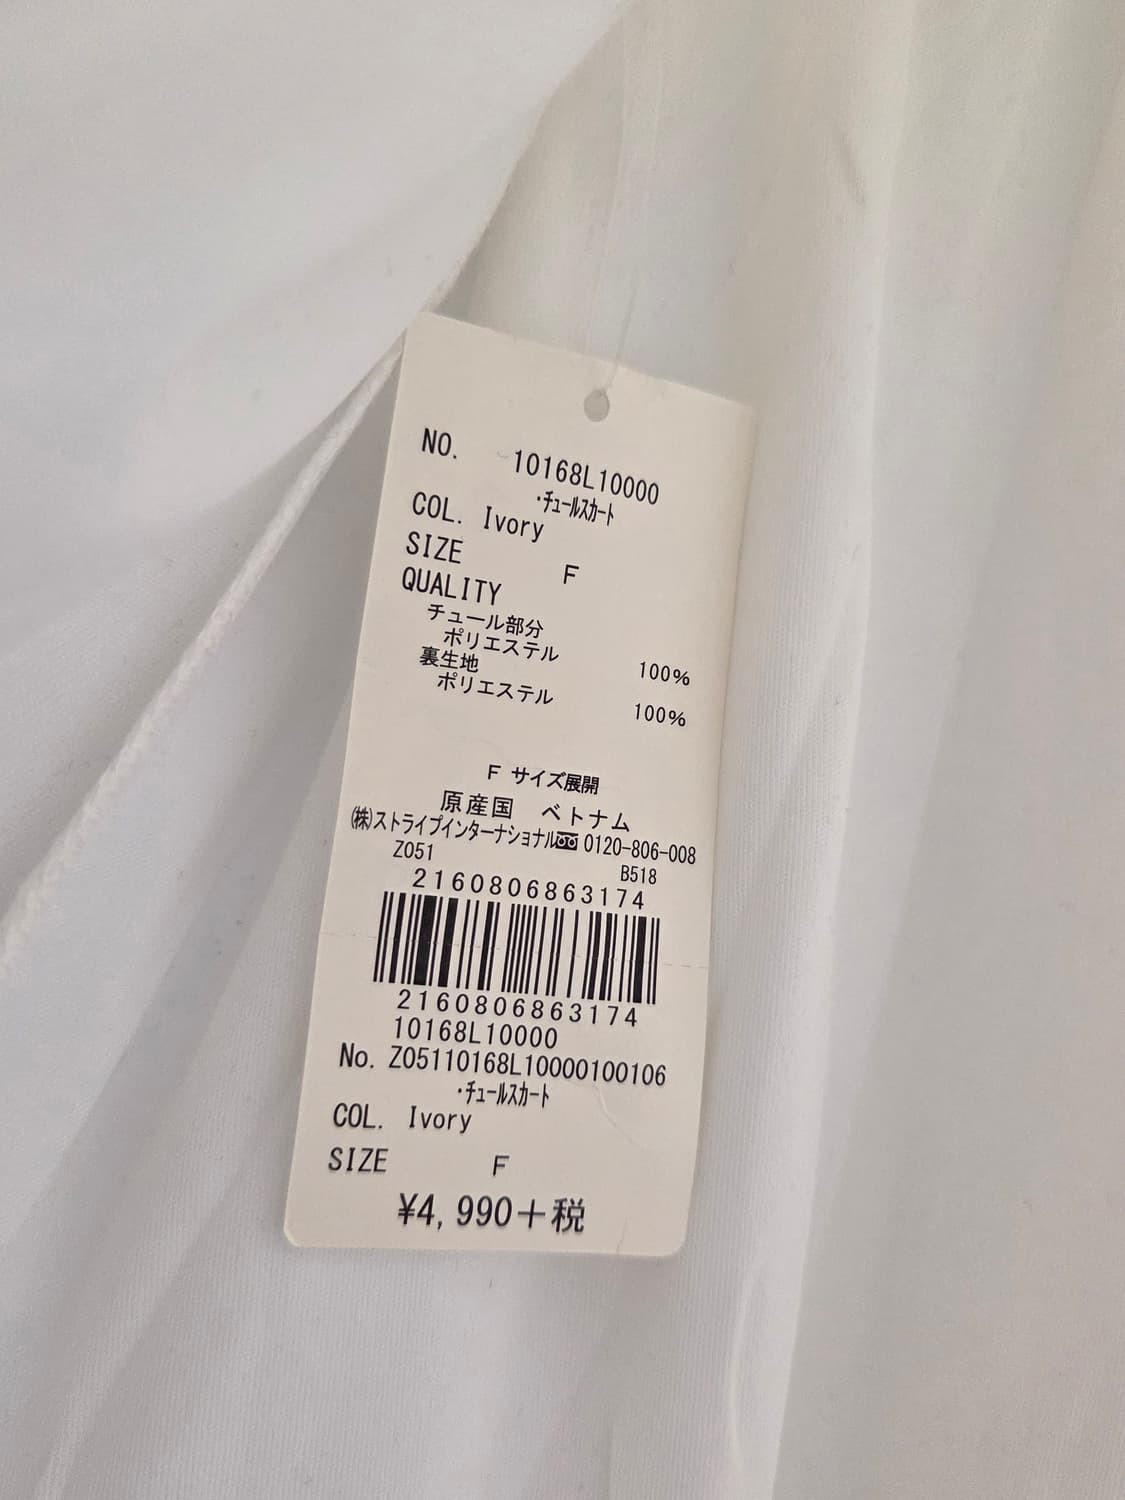 NO. 10168L10000
・チュールスカート
COL. Ivory
SIZE F
QUALITY
チュール部分
ポリエステル 100%
裏生地
ポリエステル 100%
F サイズ展開
原産国 ベトナム
㈱ストライプインターナショナル 0120-806-008
Z051 B518
2160806863174
2160806863174
10168L10000
No. Z05110168L10000100106
・チュールスカート
COL. Ivory
SIZE F
¥4,990+税